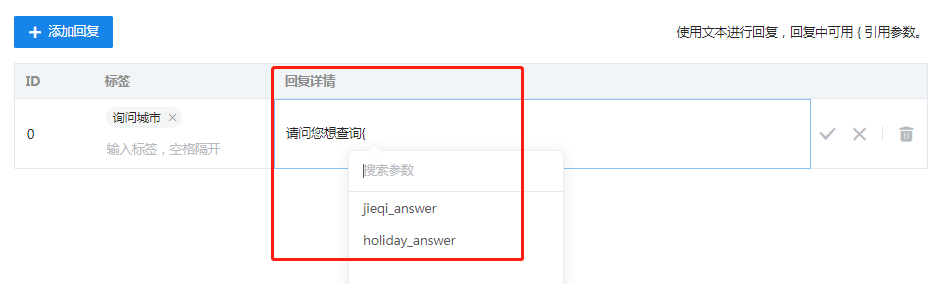 添加回复
使用文本进行回复，回复中可用 { 引用参数。
ID 标签 回复详情
0 询问城市 × 请问您想查询{
输入标签，空格隔开
搜索参数
jieqi_answer
holiday_answer